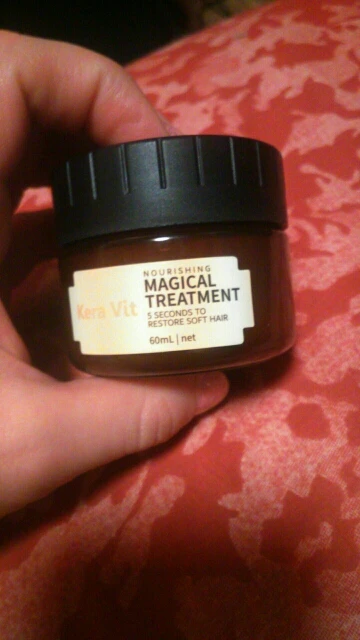 Kera Vit
NOURISHING
MAGICAL
TREATMENT
5 SECONDS TO
RESTORE SOFT HAIR
60mL | net